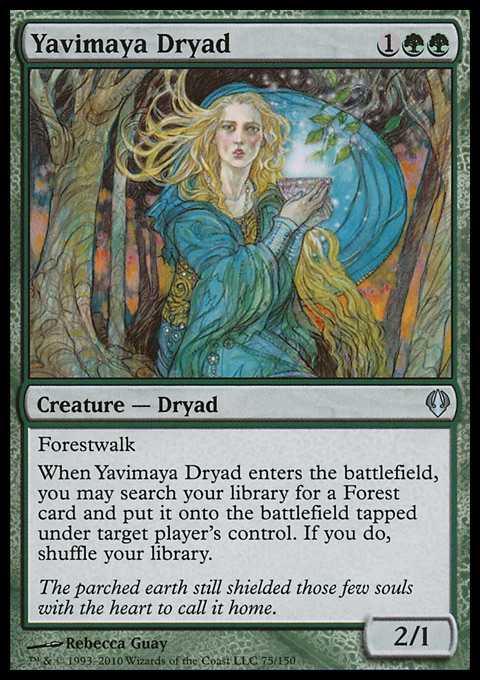 Yavimaya Dryad 1
Creature — Dryad
Forestwalk
When Yavimaya Dryad enters the battlefield,
you may search your library for a Forest
card and put it onto the battlefield tapped
under target player's control. If you do,
shuffle your library.
The parched earth still shielded those few souls
with the heart to call it home.
Rebecca Guay
2/1
™ & © 1993–2010 Wizards of the Coast LLC 75/150